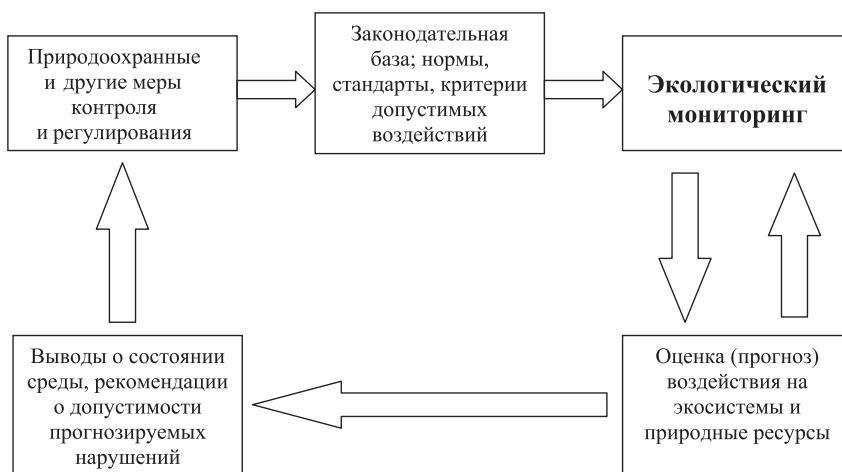 Природоохранные
и другие меры
контроля
и регулирования
Законодательная
база; нормы,
стандарты, критерии
допустимых
воздействий
Экологический
мониторинг
Выводы о состоянии
среды, рекомендации
о допустимости
прогнозируемых
нарушений
Оценка (прогноз)
воздействия на
экосистемы и
природные ресурсы